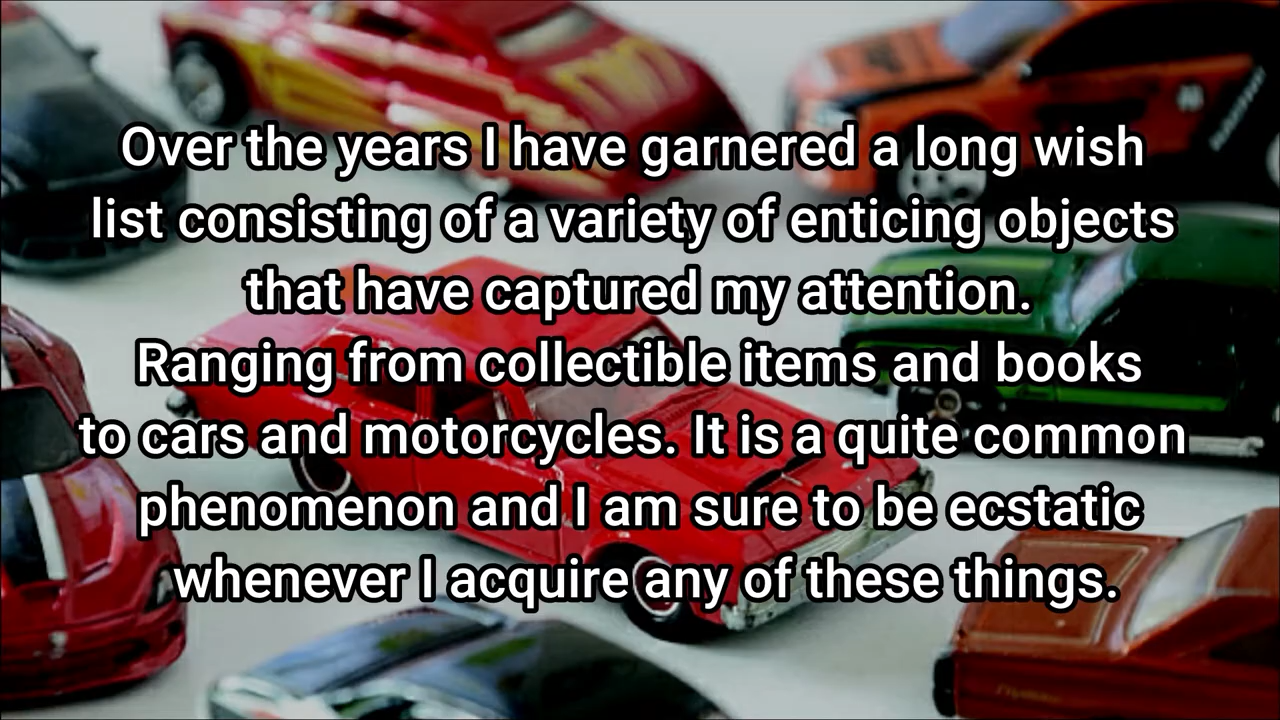 Over the years I have garnered a long wish
list consisting of a variety of enticing objects
that have captured my attention.
Ranging from collectible items and books
to cars and motorcycles. It is a quite common
phenomenon and I am sure to be ecstatic
whenever I acquire any of these things.